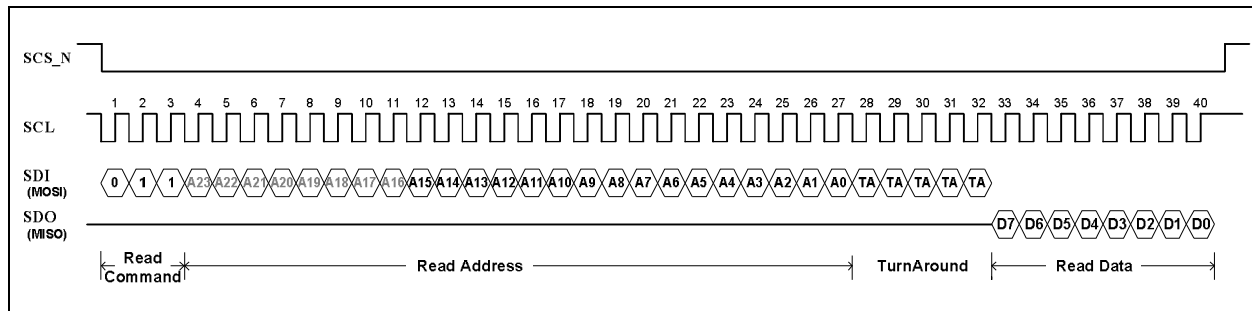 SCS_N
1 2 3 4 5 6 7 8 9 10 11 12 13 14 15 16 17 18 19 20 21 22 23 24 25 26 27 28 29 30 31 32 33 34 35 36 37 38 39 40
SCL
SDI 0 1 1 A23 A22 A21 A20 A19 A18 A17 A16 A15 A14 A13 A12 A11 A10 A9 A8 A7 A6 A5 A4 A3 A2 A1 A0 TA TA TA TA TA
(MOSI)
SDO D7 D6 D5 D4 D3 D2 D1 D0
(MISO)
Read Command Read Address TurnAround Read Data